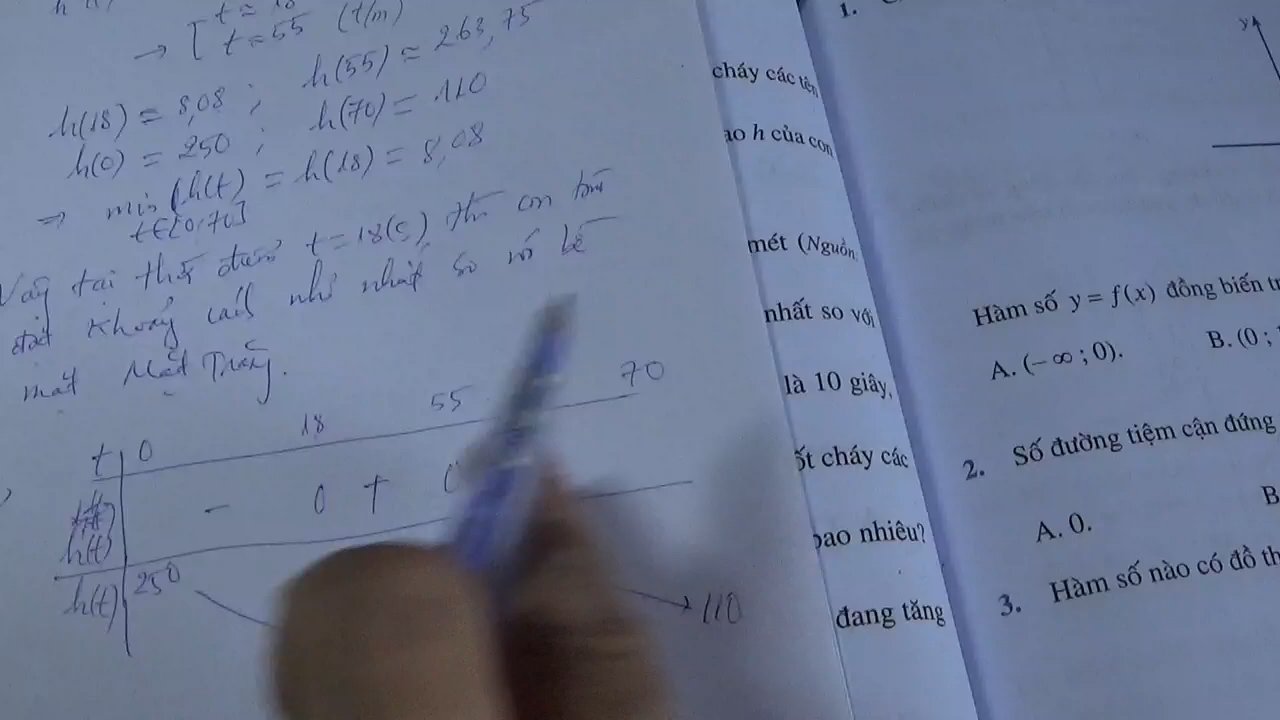 t = 18
→ [ t = 55 (t/m)
h(18) = 8,08 ; h(55) = 263,75
h(0) = 250 ; h(70) = 110
⇒ min h(t) = h(18) = 8,08
t∈[0;70]
Vậy tại thời điểm t = 18(s) thì con tàu
đạt khoảng cách nhỏ nhất so với bề
mặt Mặt Trăng.
t 0 18 55 70
h(t) - 0 + 0
h(t) 250 110
cháy các tên
ao h của con
mét (Nguồn
nhất so với
là 10 giây,
ốt cháy các
bao nhiêu?
đang tăng
1.
y
Hàm số y = f(x) đồng biến tr
A. (− ∞ ; 0).
B. (0 ;
2. Số đường tiệm cận đứng
A. 0.
B
3. Hàm số nào có đồ th